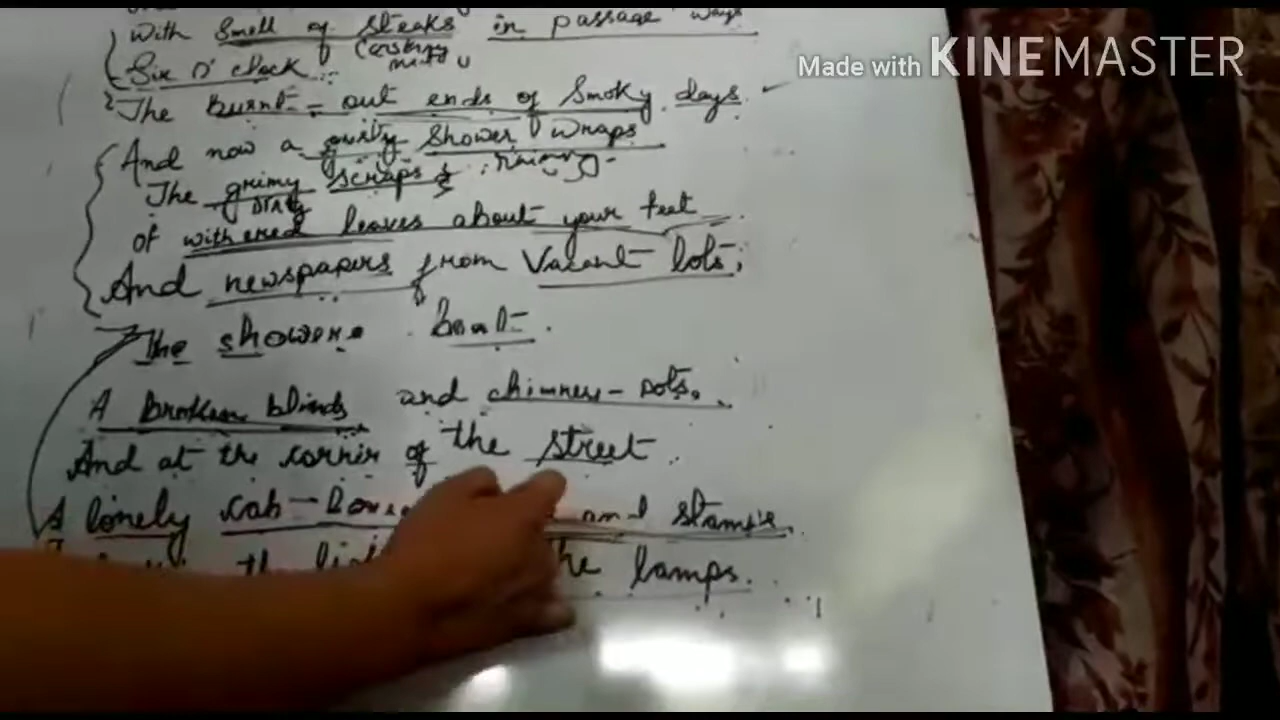 With Smell of steaks in passage ways
Six O' clock
The Burnt - out ends of Smoky days
And now a gusty Shower wraps
The grimy scraps raining
Dirty
of withered leaves about your feet
And newspapers from Vacant lots;
The showers beat
A Broken blinds and chimney - pots.
And at the corner of the street
A lonely cab - and stamps.
the the lamps.
Made with KINEMASTER